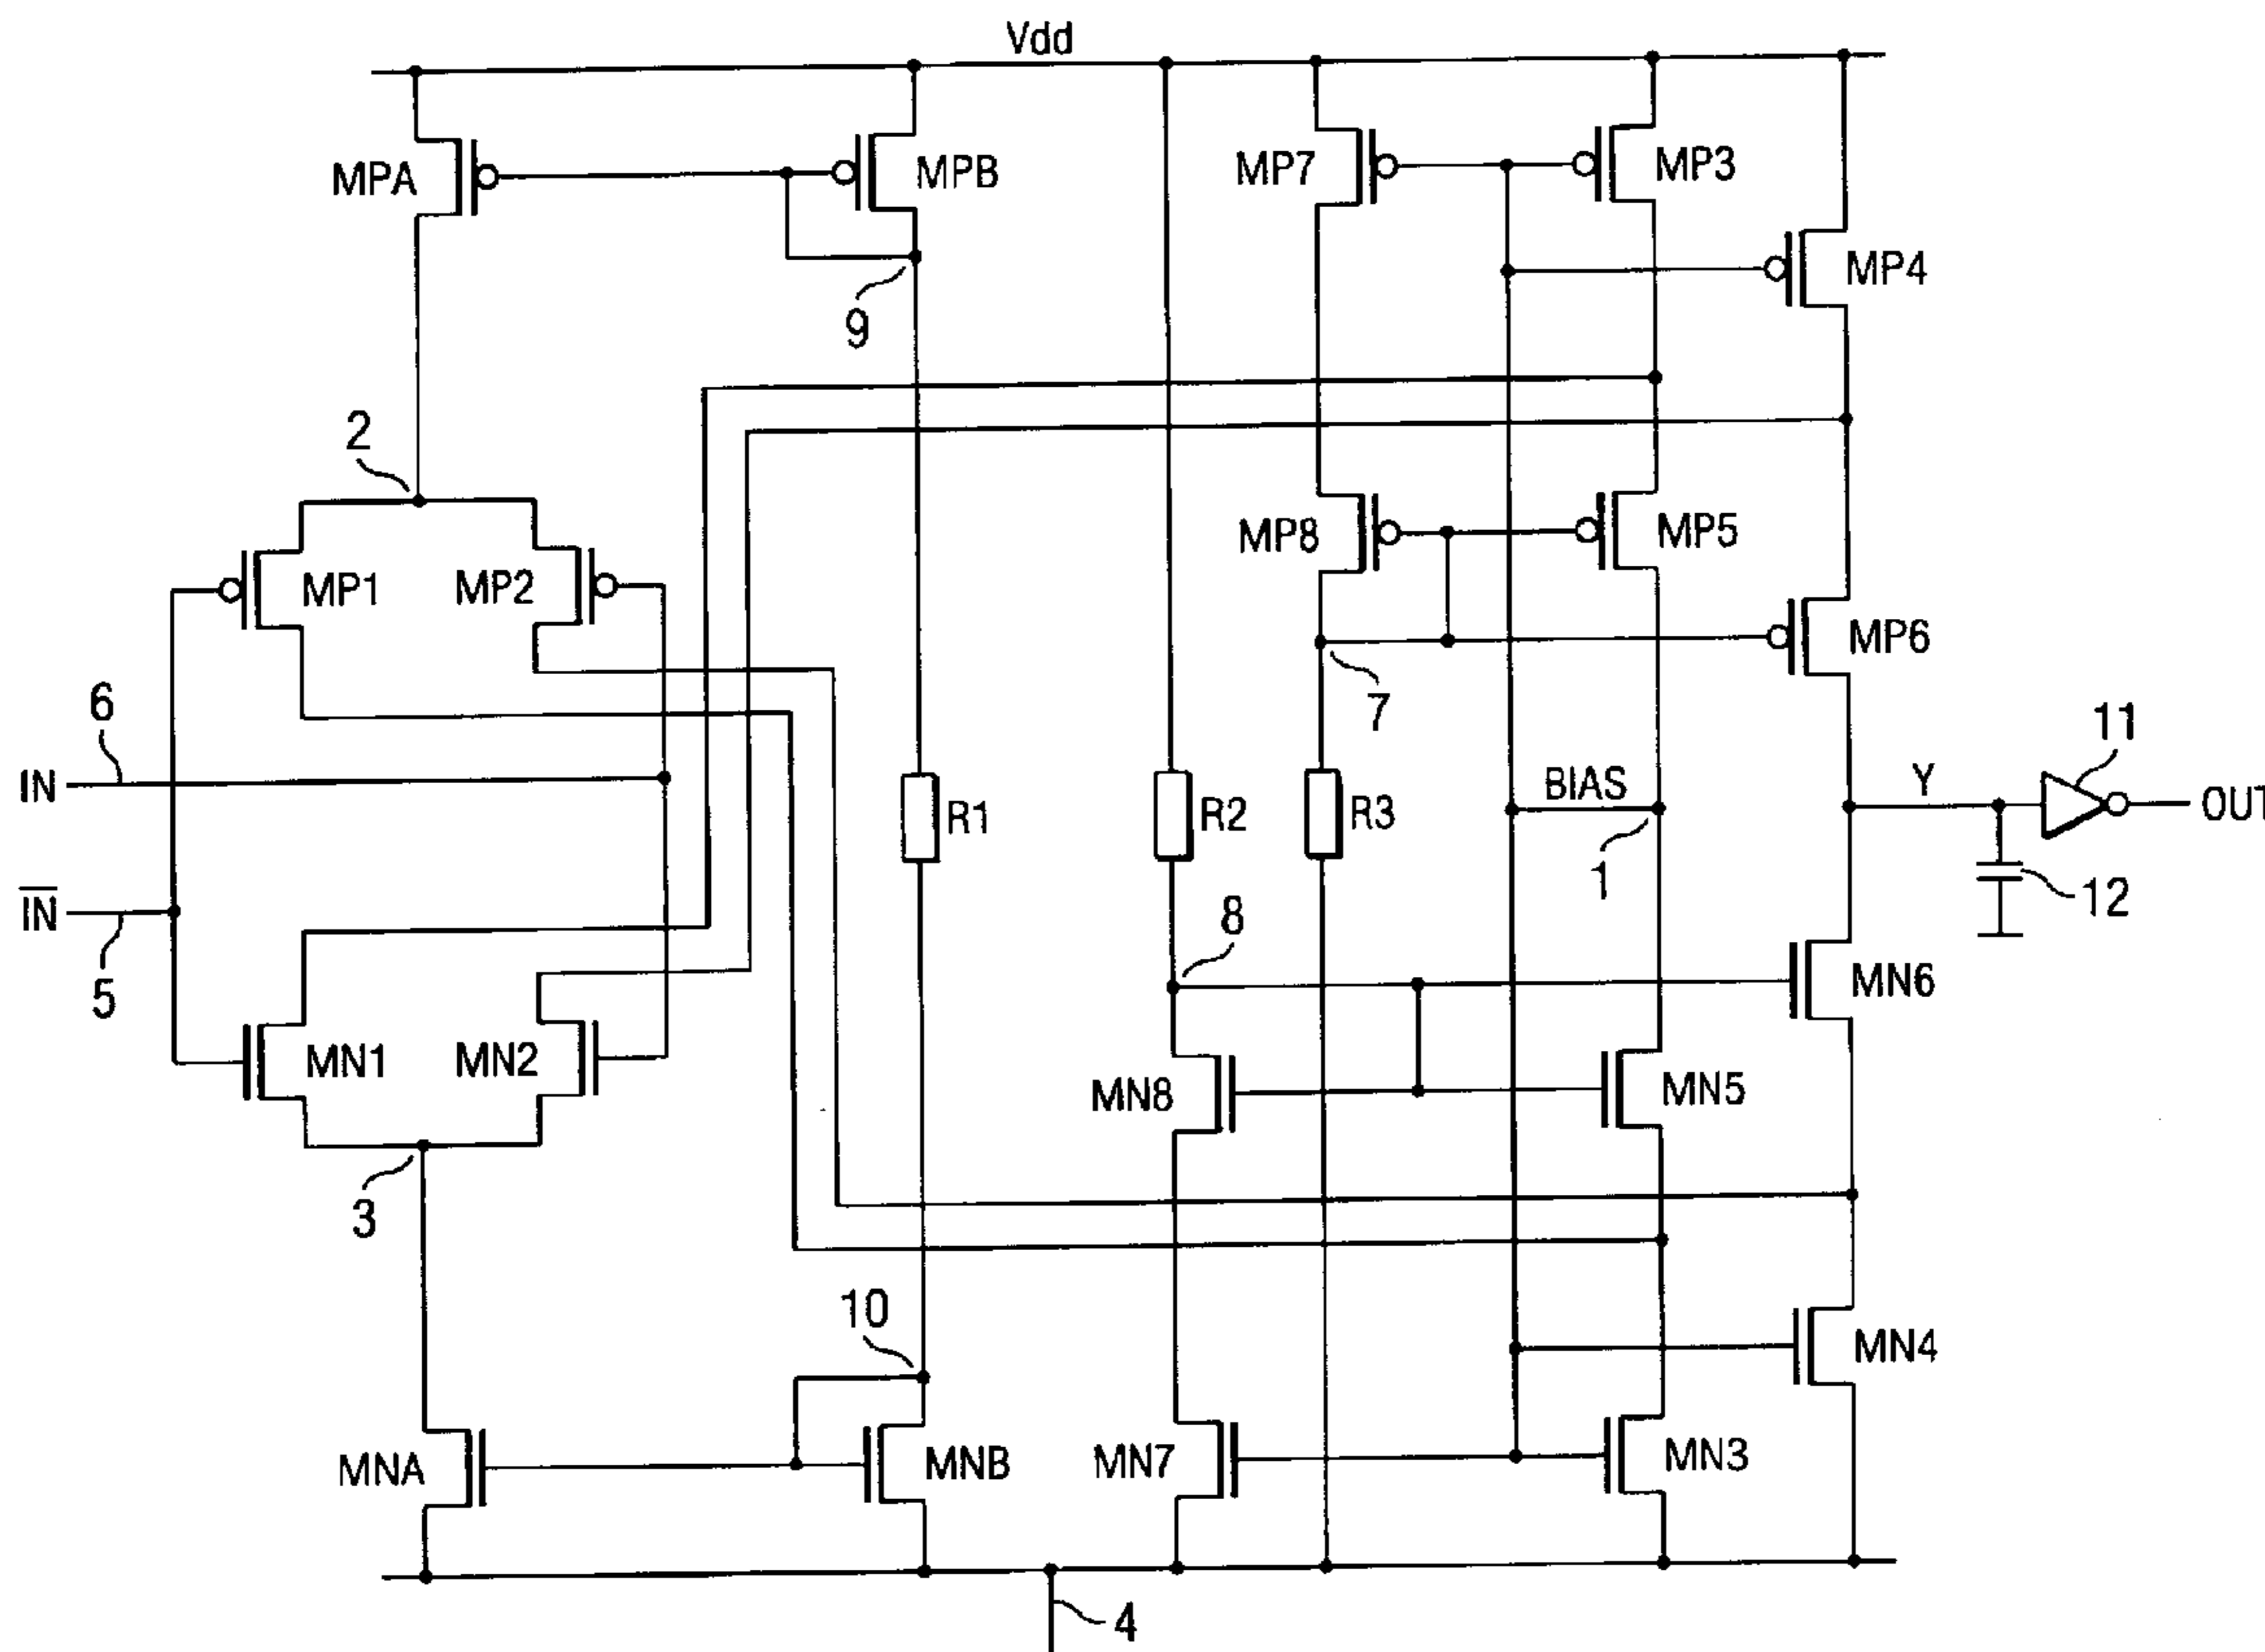 Vdd
MPA
MPB
MP7
MP3
MP4
9
2
MP8
MP5
MP1
MP2
MP6
7
6
11
IN
R1
R2
R3
BIAS
Y
OUT
1
12
I̅N̅
5
8
MN6
MN1
MN2
MN8
MN5
3
10
MN4
MNA
MNB
MN7
MN3
4